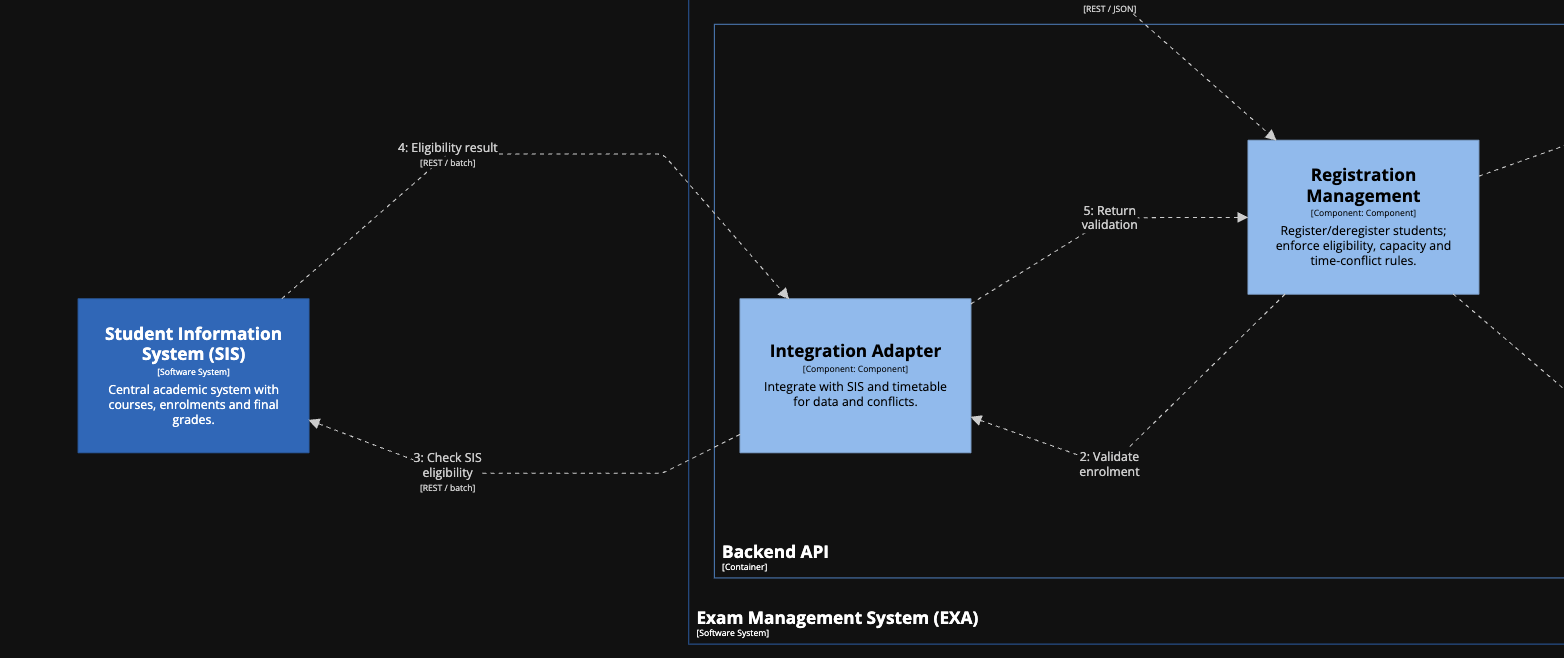 [REST / JSON]
4: Eligibility result
[REST / batch]
Registration
Management
[Component: Component]
Register/deregister students;
enforce eligibility, capacity and
time-conflict rules.
5: Return
validation
Student Information
System (SIS)
[Software System]
Central academic system with
courses, enrolments and final
grades.
Integration Adapter
[Component: Component]
Integrate with SIS and timetable
for data and conflicts.
3: Check SIS
eligibility
[REST / batch]
2: Validate
enrolment
Backend API
[Container]
Exam Management System (EXA)
[Software System]